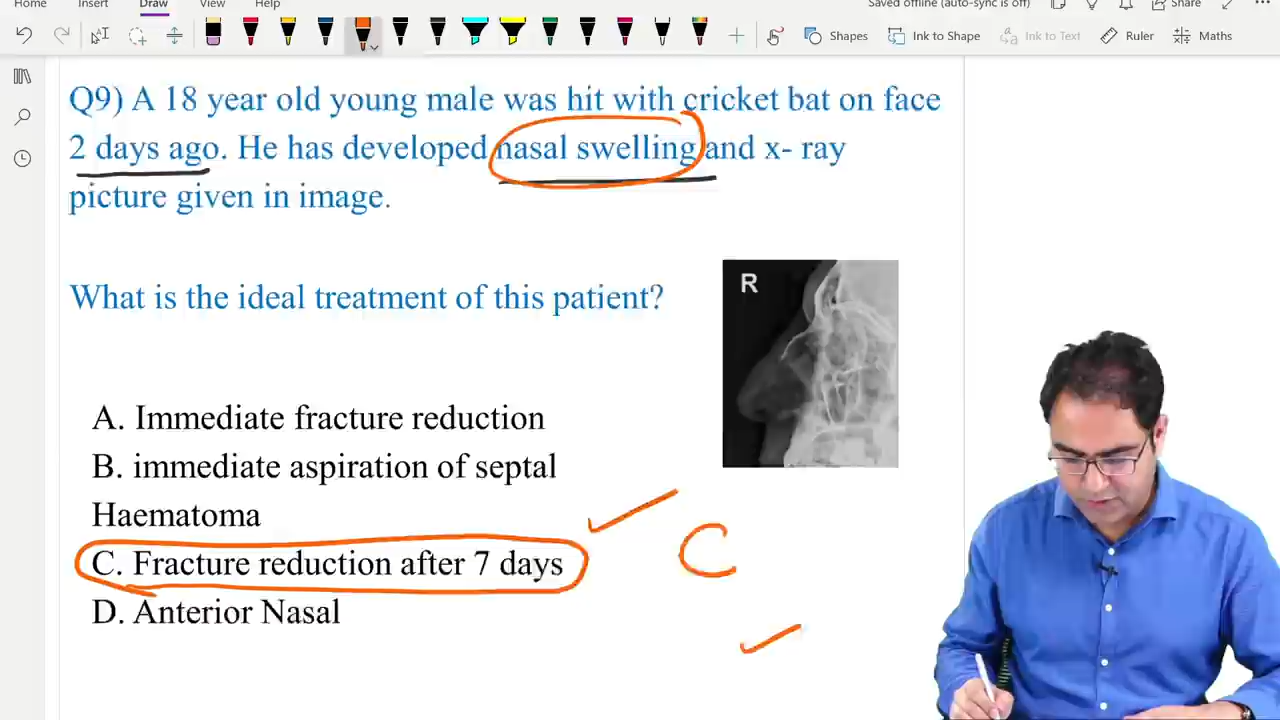 Home Insert Draw View Help Saved offline (auto-sync is off) Share
Shapes Ink to Shape Ink to Text Ruler Maths
Q9) A 18 year old young male was hit with cricket bat on face
2 days ago. He has developed nasal swelling and x- ray
picture given in image.
What is the ideal treatment of this patient?
R
A. Immediate fracture reduction
B. immediate aspiration of septal
Haematoma
C. Fracture reduction after 7 days
C
D. Anterior Nasal